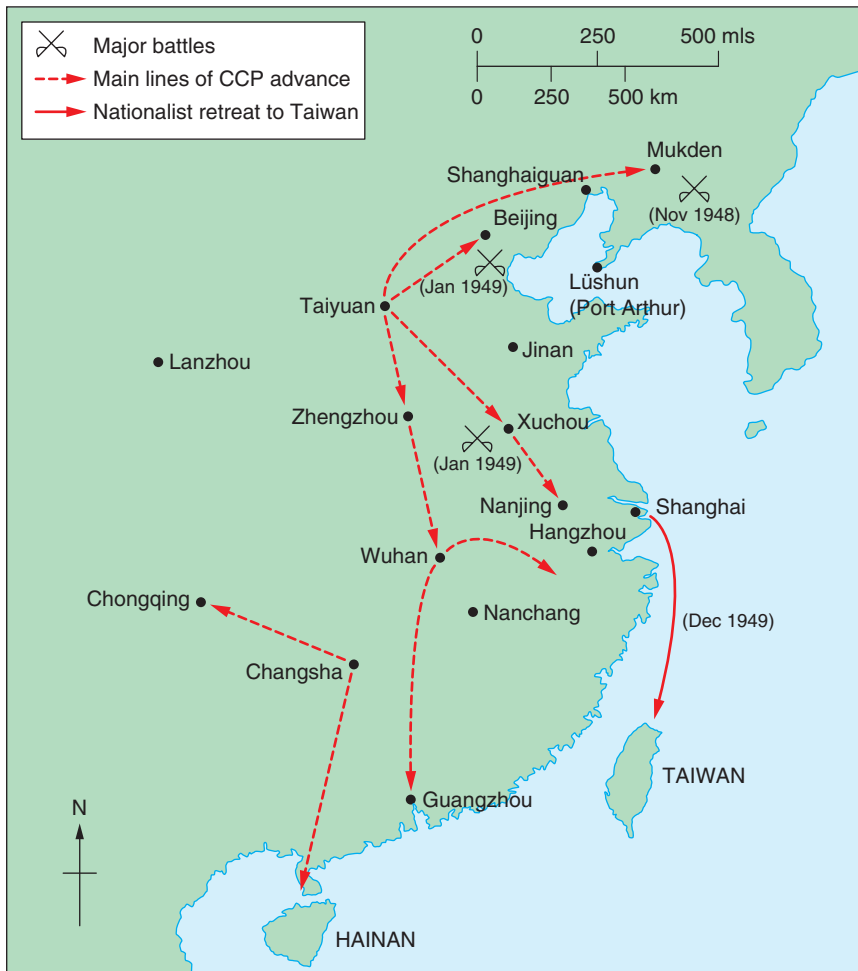 Major battles
Main lines of CCP advance
Nationalist retreat to Taiwan
0 250 500 mls
0 250 500 km
Mukden
Shanghaiguan
(Nov 1948)
Beijing
(Jan 1949)
Lüshun
(Port Arthur)
Taiyuan
Jinan
Lanzhou
Zhengzhou
Xuchou
(Jan 1949)
Nanjing
Shanghai
Hangzhou
Wuhan
Chongqing
Nanchang
(Dec 1949)
Changsha
TAIWAN
Guangzhou
N
HAINAN